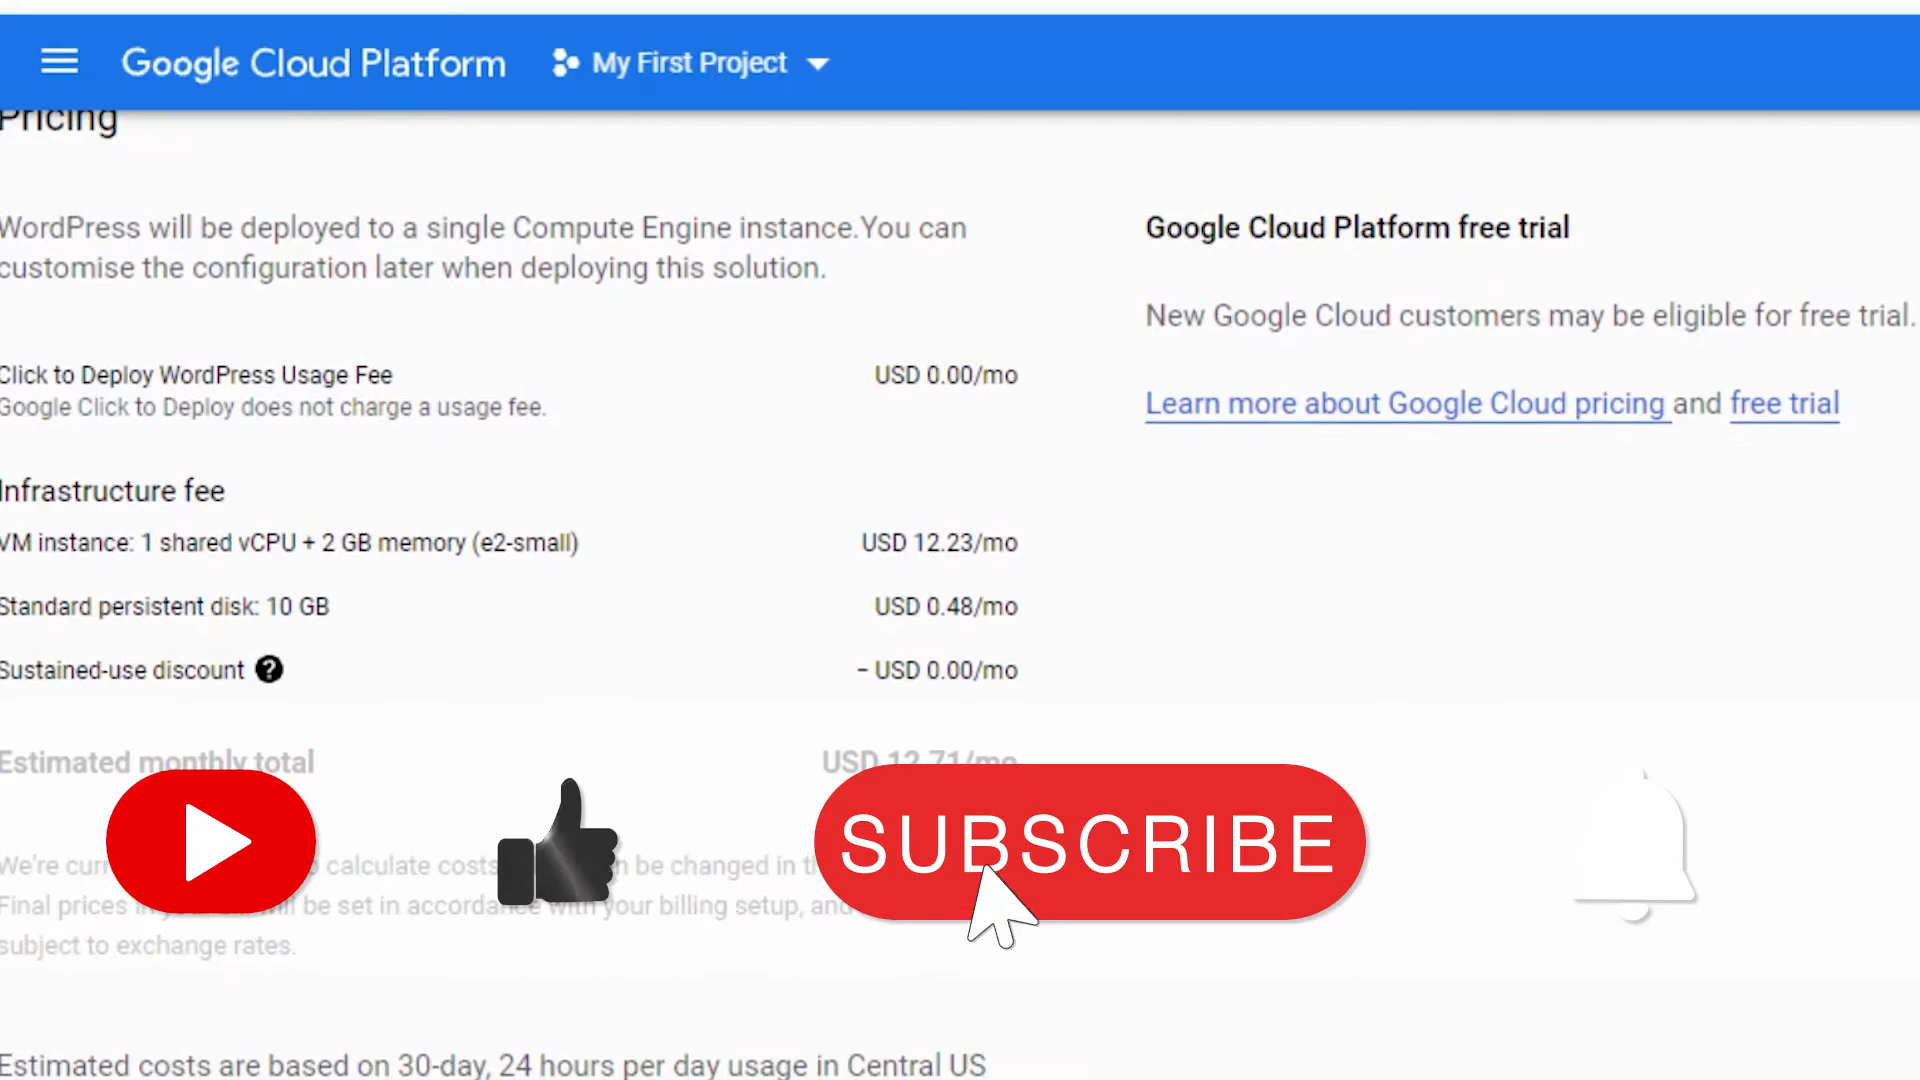 Google Cloud Platform My First Project
Pricing
WordPress will be deployed to a single Compute Engine instance.You can
customise the configuration later when deploying this solution.
Click to Deploy WordPress Usage Fee USD 0.00/mo
Google Click to Deploy does not charge a usage fee.
Infrastructure fee
VM instance: 1 shared vCPU + 2 GB memory (e2-small) USD 12.23/mo
Standard persistent disk: 10 GB USD 0.48/mo
Sustained-use discount ? – USD 0.00/mo
Estimated monthly total USD 12.71/mo
We're calculate costs be changed in
Final prices be set in accordance with your billing setup, and
subject to exchange rates.
Estimated costs are based on 30-day, 24 hours per day usage in Central US
Google Cloud Platform free trial
New Google Cloud customers may be eligible for free trial.
Learn more about Google Cloud pricing and free trial
SUBSCRIBE